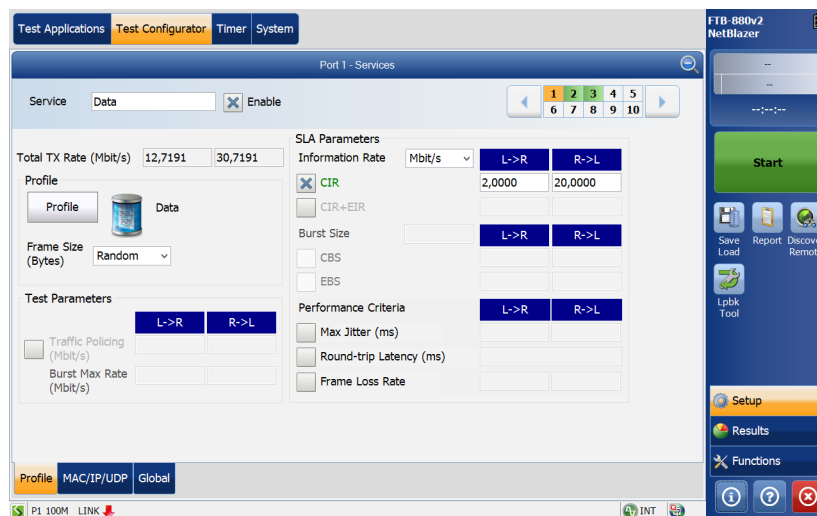 Test Applications Test Configurator Timer System
FTB-880v2
NetBlazer
Port 1 - Services
--
--
--:--:--
Service Data Enable
1 2 3 4 5
6 7 8 9 10
Total TX Rate (Mbit/s) 12,7191 30,7191
Profile
Profile Data
Frame Size
(Bytes) Random
Test Parameters
L->R R->L
Traffic Policing
(Mbit/s)
Burst Max Rate
(Mbit/s)
SLA Parameters
Information Rate Mbit/s L->R R->L
CIR 2,0000 20,0000
CIR+EIR
Burst Size L->R R->L
CBS
EBS
Performance Criteria L->R R->L
Max Jitter (ms)
Round-trip Latency (ms)
Frame Loss Rate
Start
Save
Load
Report
Discove
Remot
Lpbk
Tool
Setup
Results
Functions
Profile MAC/IP/UDP Global
P1 100M LINK
INT